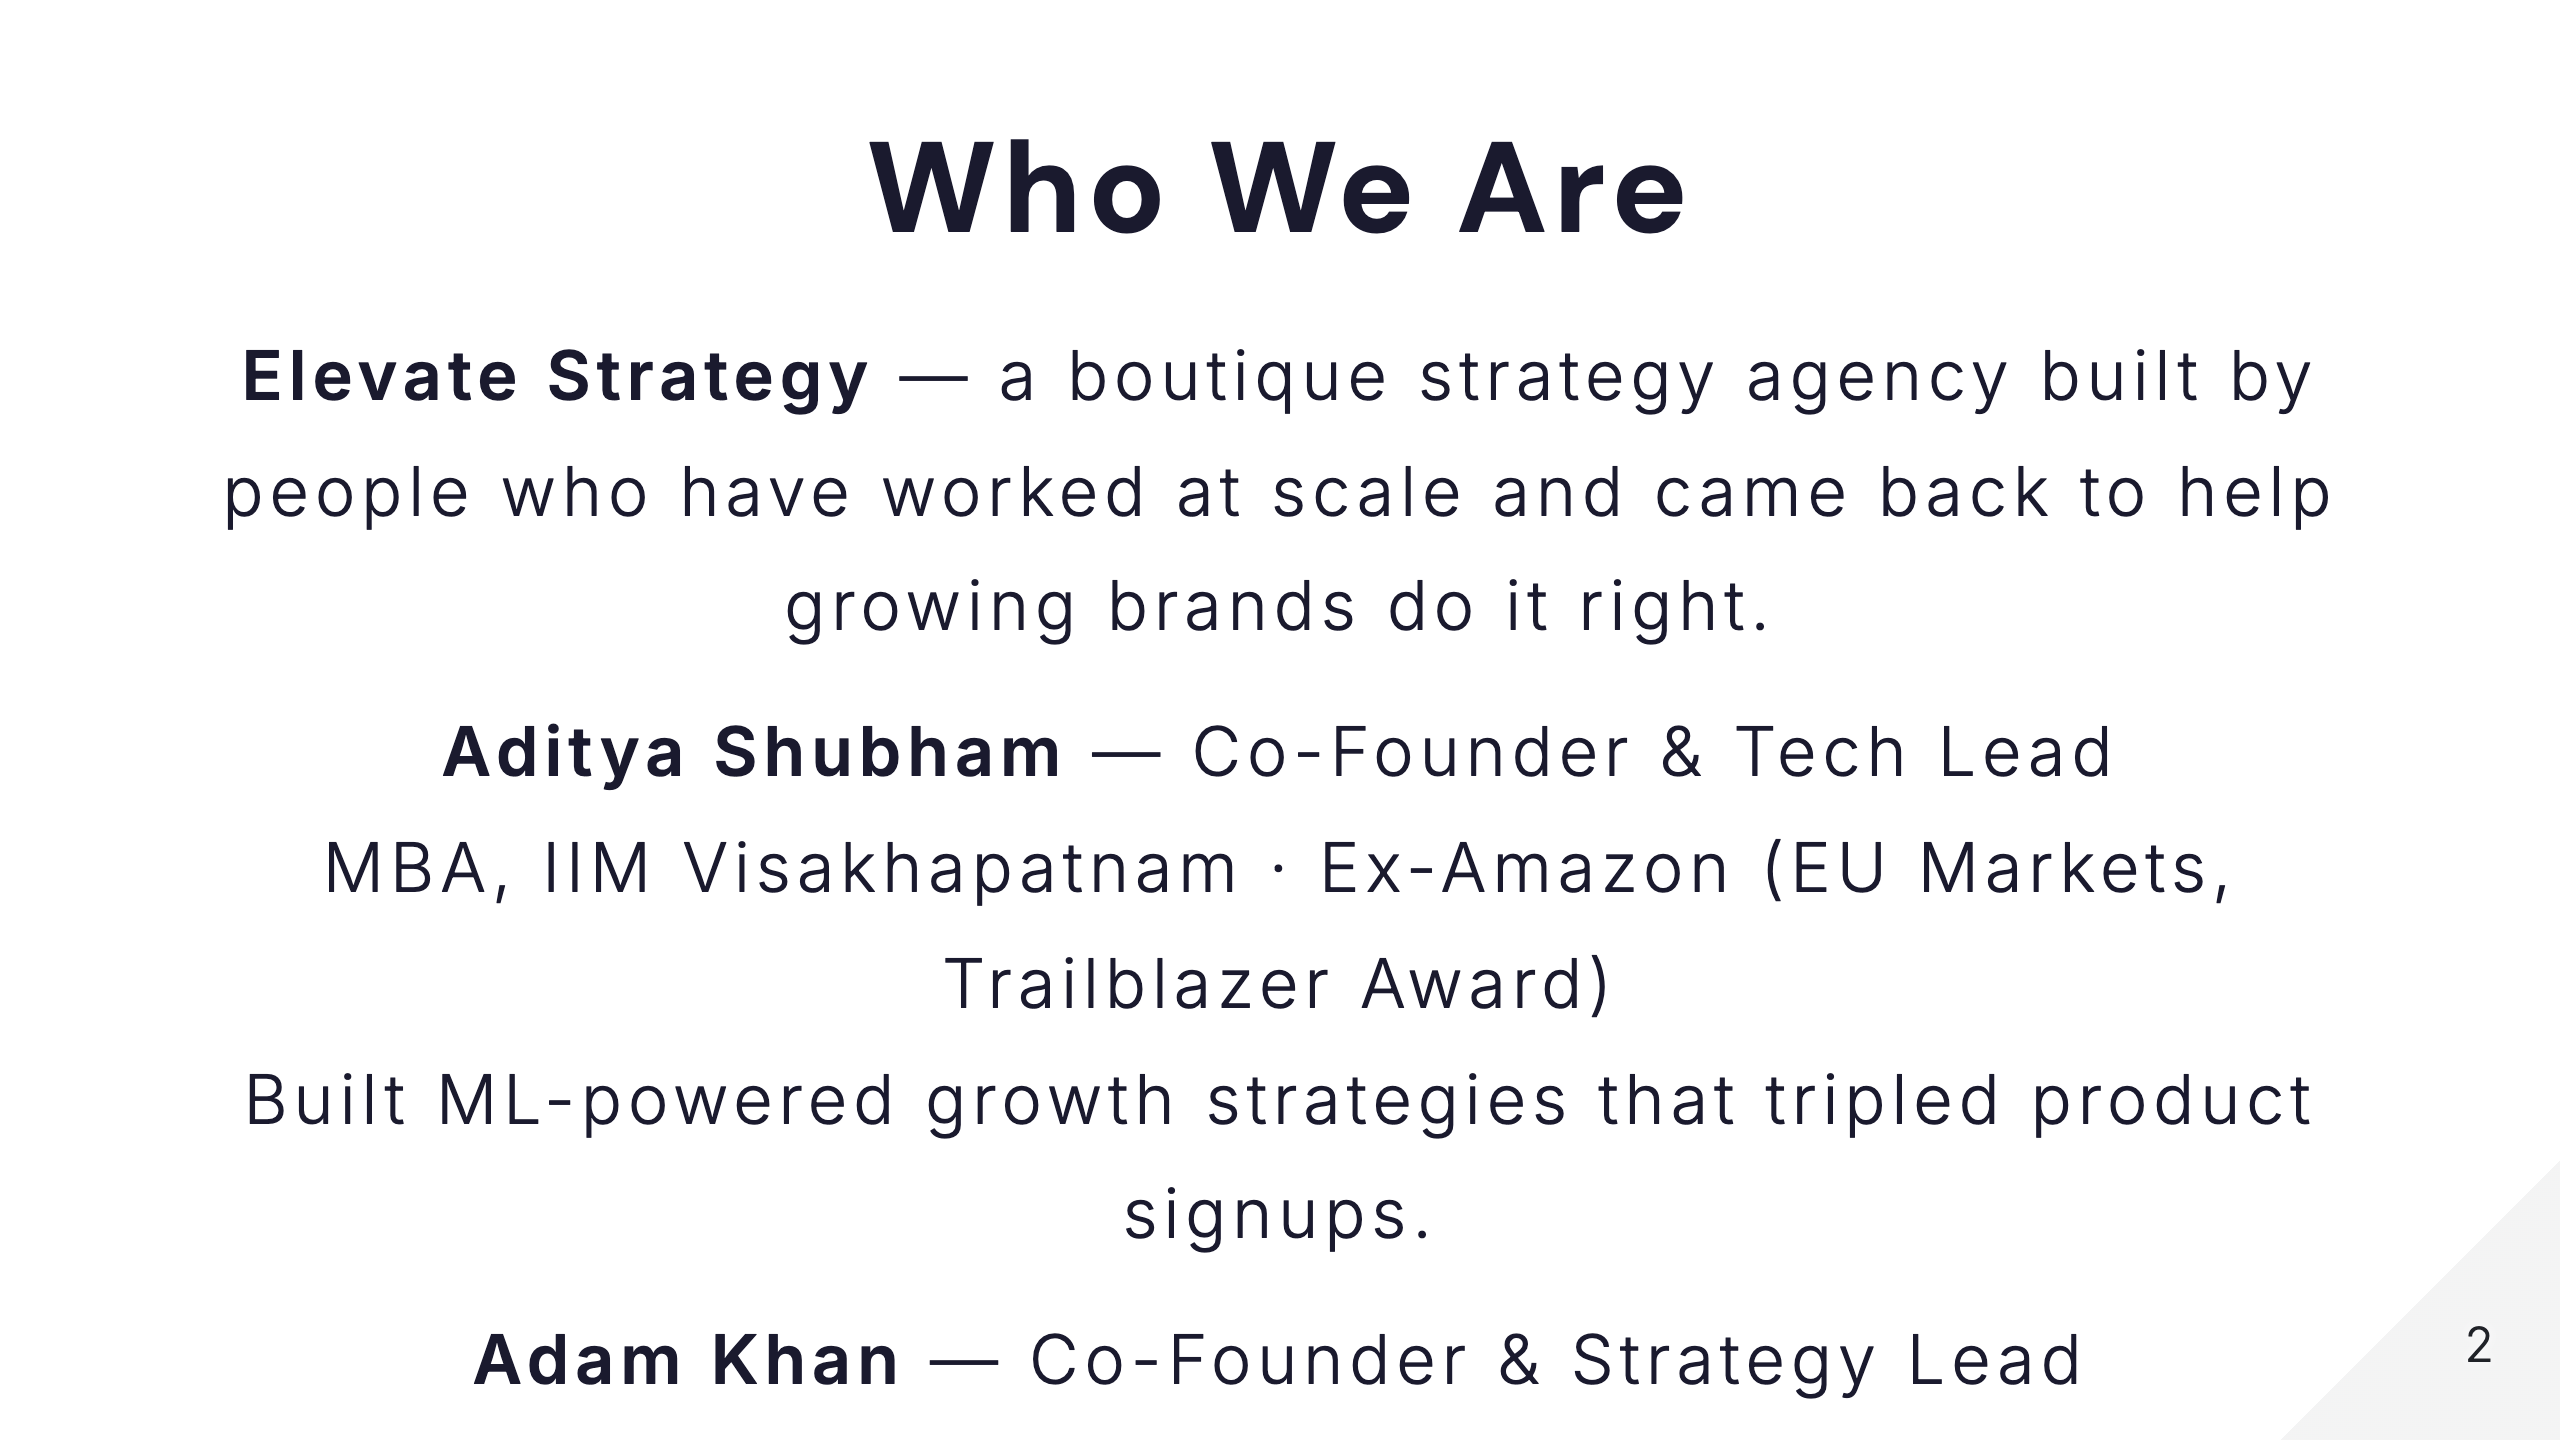 Who We Are
Elevate Strategy — a boutique strategy agency built by
people who have worked at scale and came back to help
growing brands do it right.
Aditya Shubham — Co-Founder & Tech Lead
MBA, IIM Visakhapatnam · Ex-Amazon (EU Markets,
Trailblazer Award)
Built ML-powered growth strategies that tripled product
signups.
Adam Khan — Co-Founder & Strategy Lead
2